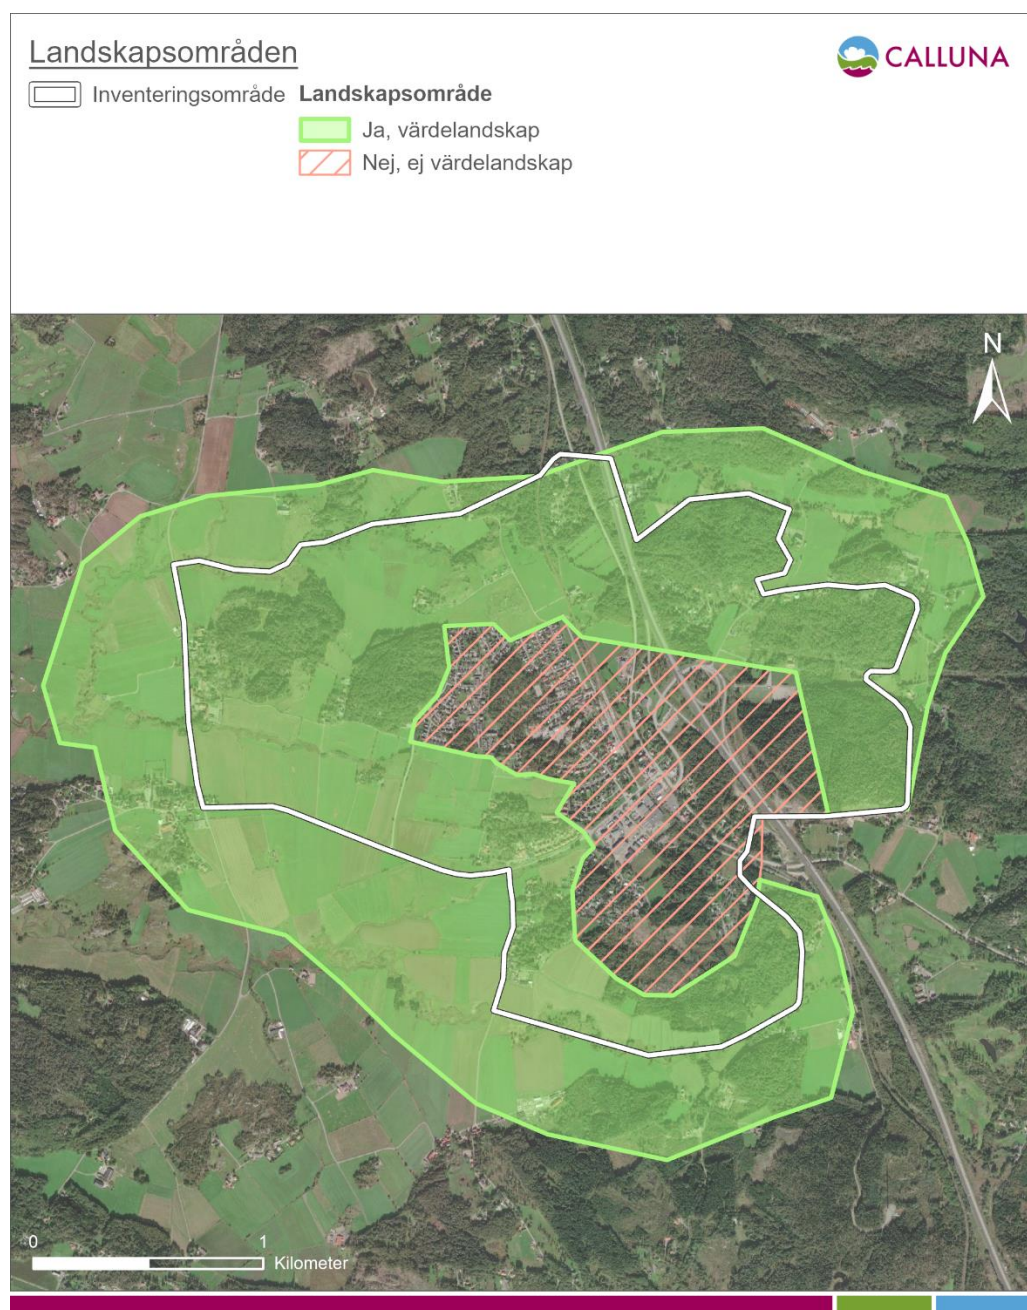 Landskapsområden
CALLUNA
Inventeringsområde
Landskapsområde
Ja, värdelandskap
Nej, ej värdelandskap
N
0 1
Kilometer